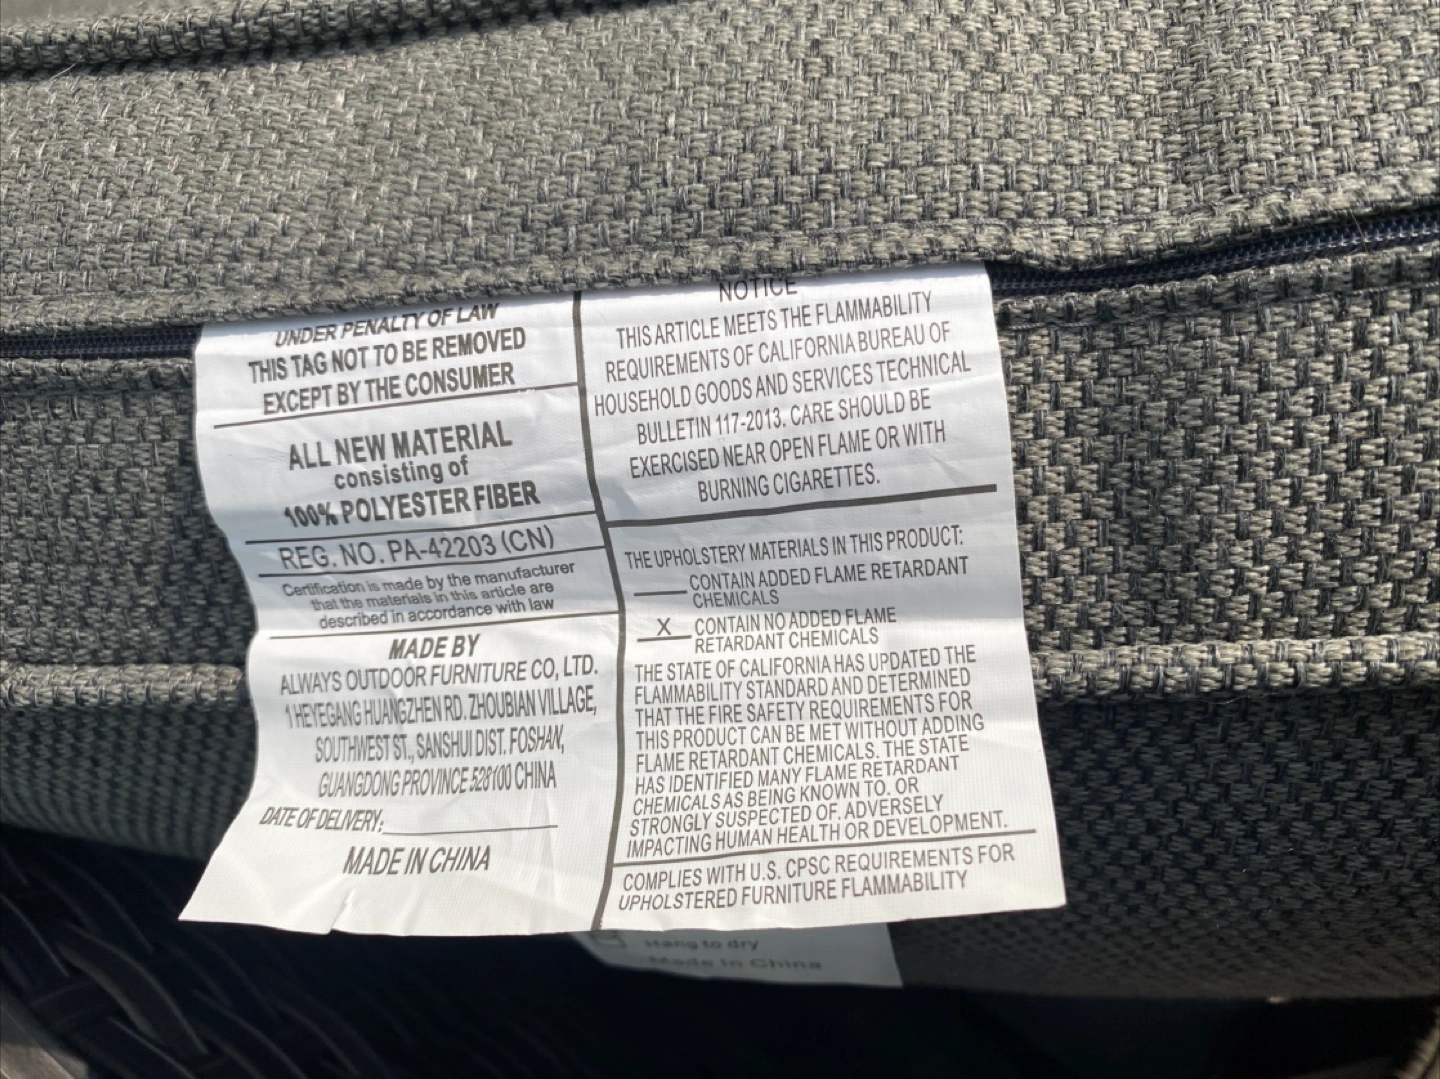 UNDER PENALTY OF LAW
THIS TAG NOT TO BE REMOVED
EXCEPT BY THE CONSUMER
ALL NEW MATERIAL
consisting of
100% POLYESTER FIBER
REG. NO. PA-42203 (CN)
Certification is made by the manufacturer
that the materials in this article are
described in accordance with law
MADE BY
ALWAYS OUTDOOR FURNITURE CO, LTD.
1 HEYEGANG HUANGZHEN RD. ZHOUBIAN VILLAGE,
SOUTHWEST ST., SANSHUI DIST. FOSHAN,
GUANGDONG PROVINCE 528100 CHINA
DATE OF DELIVERY:
MADE IN CHINA
NOTICE
THIS ARTICLE MEETS THE FLAMMABILITY
REQUIREMENTS OF CALIFORNIA BUREAU OF
HOUSEHOLD GOODS AND SERVICES TECHNICAL
BULLETIN 117-2013. CARE SHOULD BE
EXERCISED NEAR OPEN FLAME OR WITH
BURNING CIGARETTES.
THE UPHOLSTERY MATERIALS IN THIS PRODUCT:
CONTAIN ADDED FLAME RETARDANT
CHEMICALS
X CONTAIN NO ADDED FLAME
RETARDANT CHEMICALS
THE STATE OF CALIFORNIA HAS UPDATED THE
FLAMMABILITY STANDARD AND DETERMINED
THAT THE FIRE SAFETY REQUIREMENTS FOR
THIS PRODUCT CAN BE MET WITHOUT ADDING
FLAME RETARDANT CHEMICALS. THE STATE
HAS IDENTIFIED MANY FLAME RETARDANT
CHEMICALS AS BEING KNOWN TO. OR
STRONGLY SUSPECTED OF. ADVERSELY
IMPACTING HUMAN HEALTH OR DEVELOPMENT.
COMPLIES WITH U.S. CPSC REQUIREMENTS FOR
UPHOLSTERED FURNITURE FLAMMABILITY
Hang to dry
Made In China